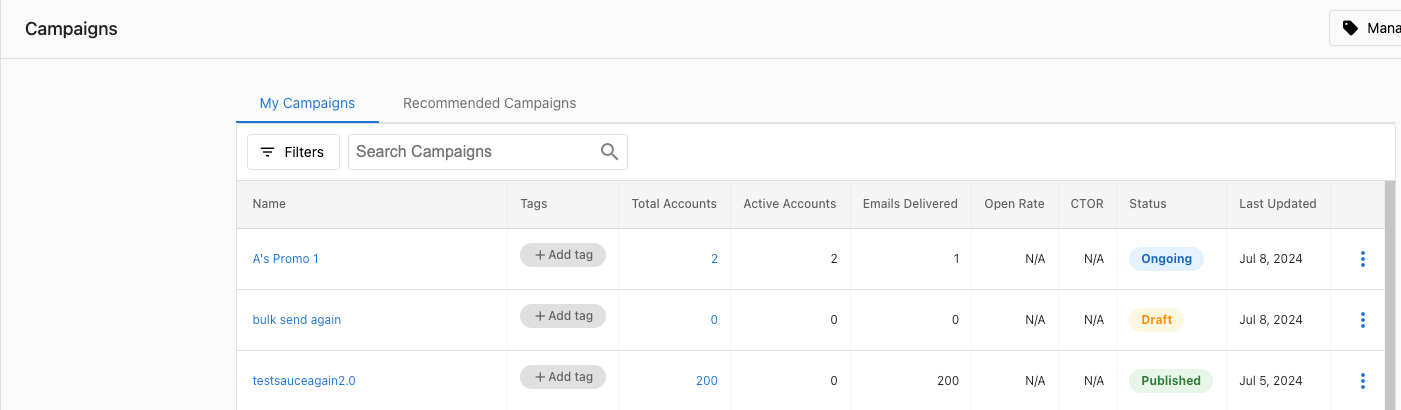 Campaigns
Mana
My Campaigns Recommended Campaigns
Filters Search Campaigns
Name Tags Total Accounts Active Accounts Emails Delivered Open Rate CTOR Status Last Updated
A's Promo 1 + Add tag 2 2 1 N/A N/A Ongoing Jul 8, 2024
bulk send again + Add tag 0 0 0 N/A N/A Draft Jul 8, 2024
testsauceagain2.0 + Add tag 200 0 200 N/A N/A Published Jul 5, 2024